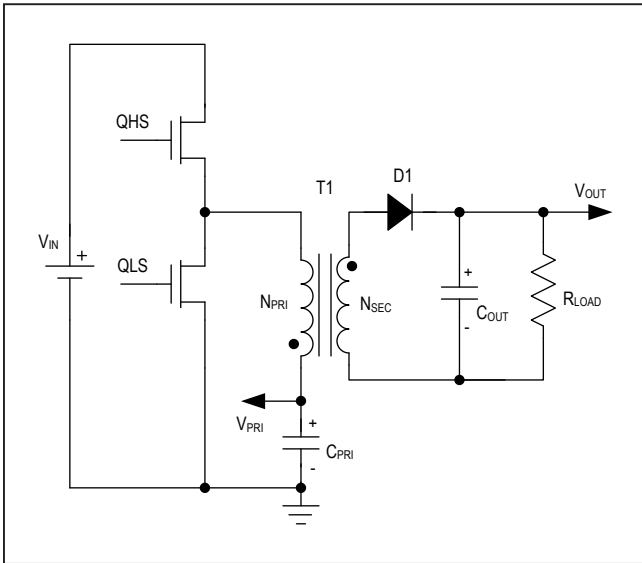 QHS
T1
D1
VOUT
VIN
+
QLS
NPRI
NSEC
+
COUT
-
RLOAD
VPRI
+
CPRI
-